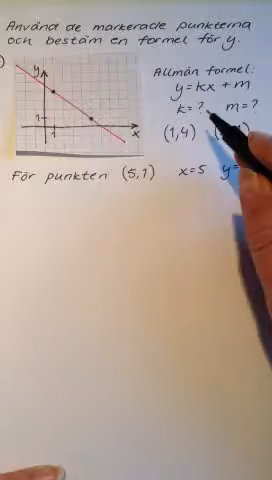 Använd de markerade punkterna
och bestäm en formel för y.
)
y
1
1
x
Allmän formel:
y=kx + m
k=? m=?
(1,4) (
För punkten (5,1) x=5 y=